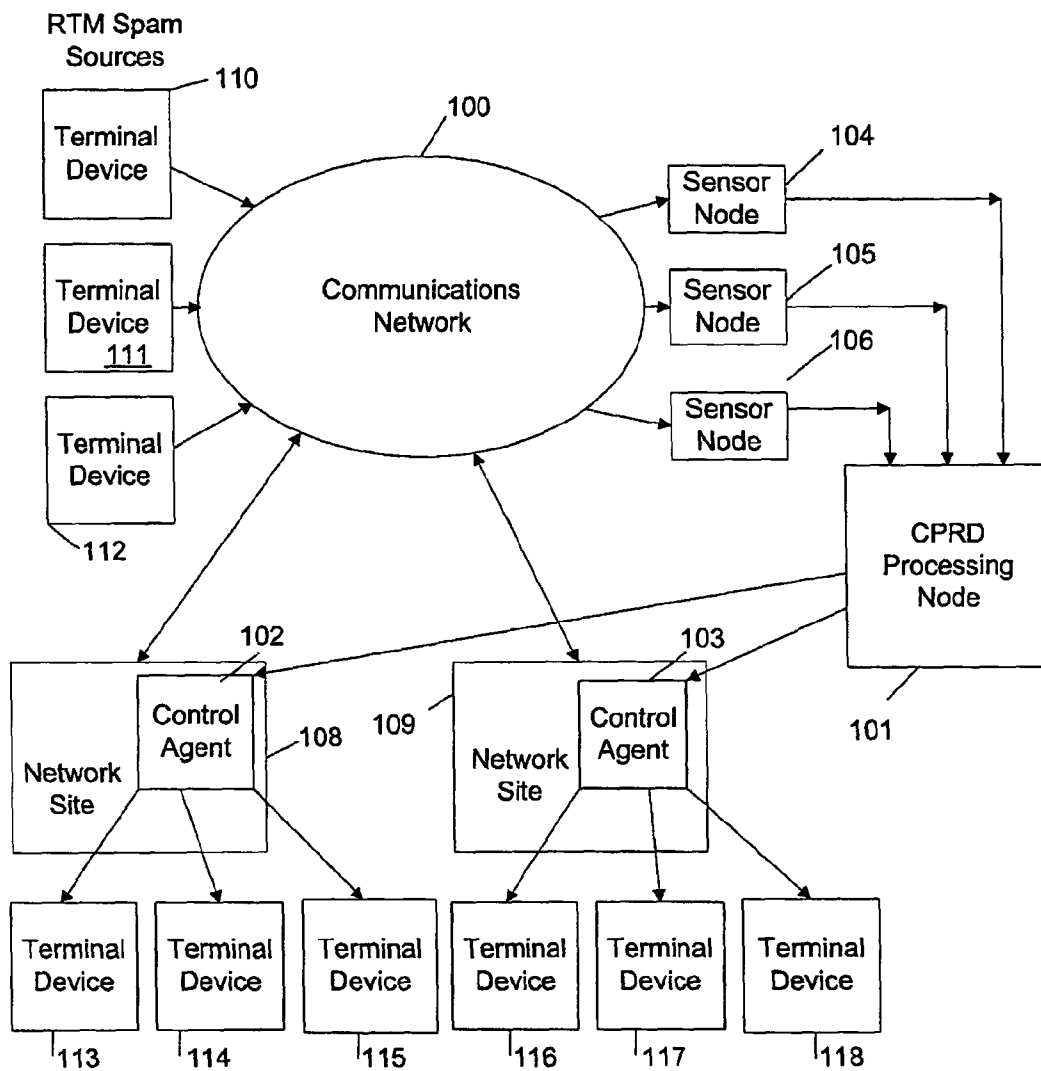 RTM Spam
Sources
110
Terminal
Device
100
104
Sensor
Node
Terminal
Device
111
Communications
Network
105
Sensor
Node
106
Terminal
Device
Sensor
Node
112
CPRD
Processing
Node
102
103
Control
Agent
108
109
Control
Agent
101
Network
Site
Network
Site
Terminal
Device
Terminal
Device
Terminal
Device
Terminal
Device
Terminal
Device
Terminal
Device
113
114
115
116
117
118